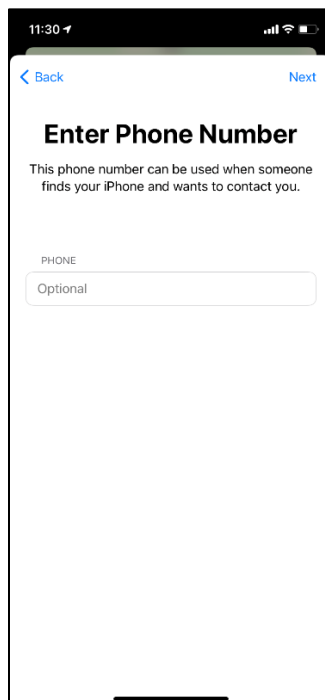 11:30
Back
Next
Enter Phone Number
This phone number can be used when someone
finds your iPhone and wants to contact you.
PHONE
Optional